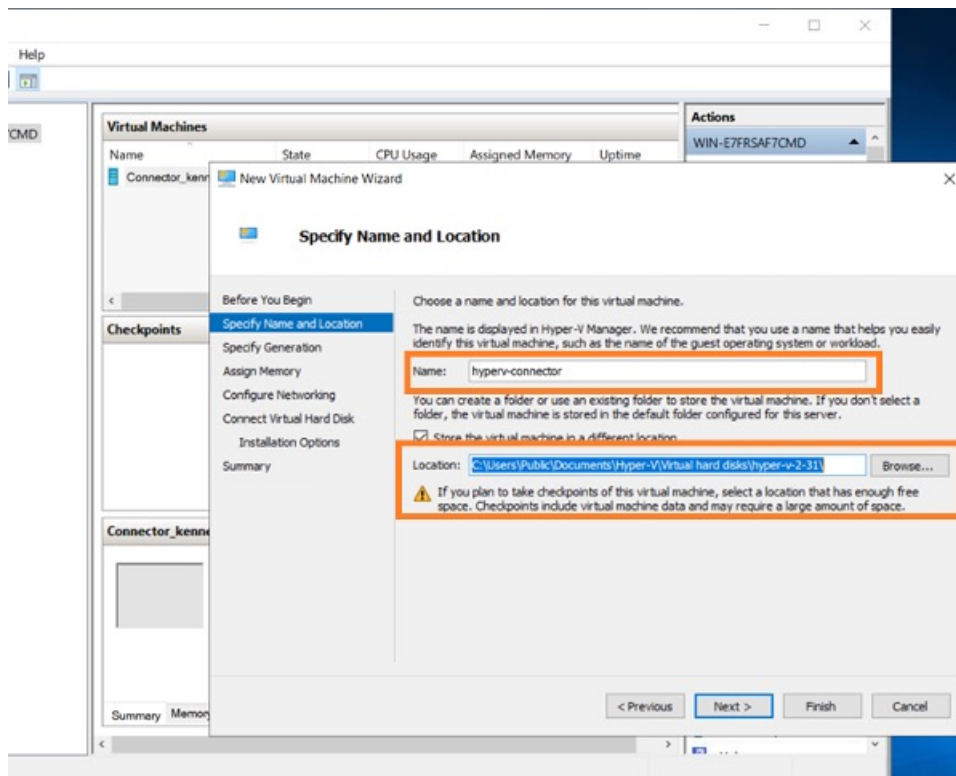 Help
CMD
Virtual Machines
Name State CPU Usage Assigned Memory Uptime
Connector_kenn
Actions
WIN-E7FRSAF7CMD
New Virtual Machine Wizard
Specify Name and Location
Before You Begin
Specify Name and Location
Specify Generation
Assign Memory
Configure Networking
Connect Virtual Hard Disk
Installation Options
Summary
Choose a name and location for this virtual machine.
The name is displayed in Hyper-V Manager. We recommend that you use a name that helps you easily
identify this virtual machine, such as the name of the guest operating system or workload.
Name: hyperv-connector
You can create a folder or use an existing folder to store the virtual machine. If you don't select a
folder, the virtual machine is stored in the default folder configured for this server.
Store the virtual machine in a different location
Location: C:\Users\Public\Documents\Hyper-V\Virtual hard disks\hyper-v-2-31\ Browse...
If you plan to take checkpoints of this virtual machine, select a location that has enough free
space. Checkpoints include virtual machine data and may require a large amount of space.
< Previous Next > Finish Cancel
Checkpoints
Connector_kenne
Summary Memory